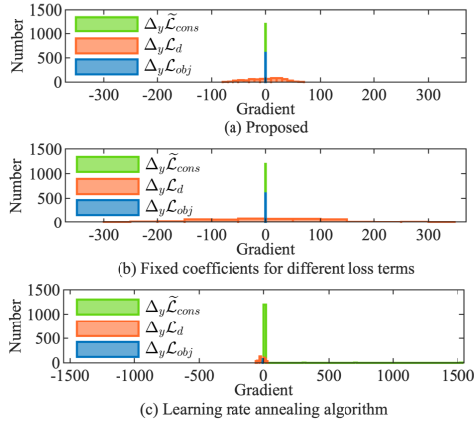 1500
1000
500
0
Number
Δ_y L̃_cons
Δ_y L_d
Δ_y L_obj
-300 -200 -100 0 100 200 300
Gradient
(a) Proposed
1500
1000
500
0
Number
Δ_y L̃_cons
Δ_y L_d
Δ_y L_obj
-300 -200 -100 0 100 200 300
Gradient
(b) Fixed coefficients for different loss terms
1500
1000
500
0
Number
Δ_y L̃_cons
Δ_y L_d
Δ_y L_obj
-1500 -1000 -500 0 500 1000 1500
Gradient
(c) Learning rate annealing algorithm